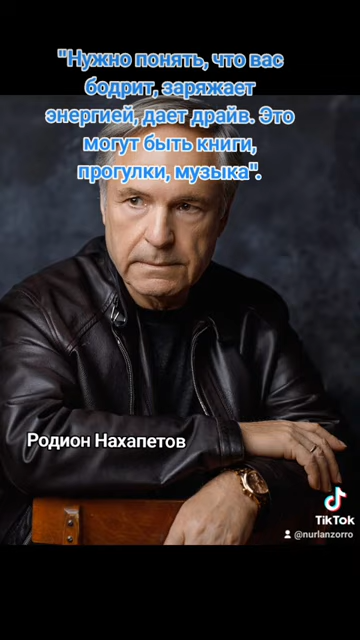 "Нужно понять, что вас
бодрит, заряжает
энергией, дает драйв. Это
могут быть книги,
прогулки, музыка".
Родион Нахапетов
TikTok
@nurlanzorro